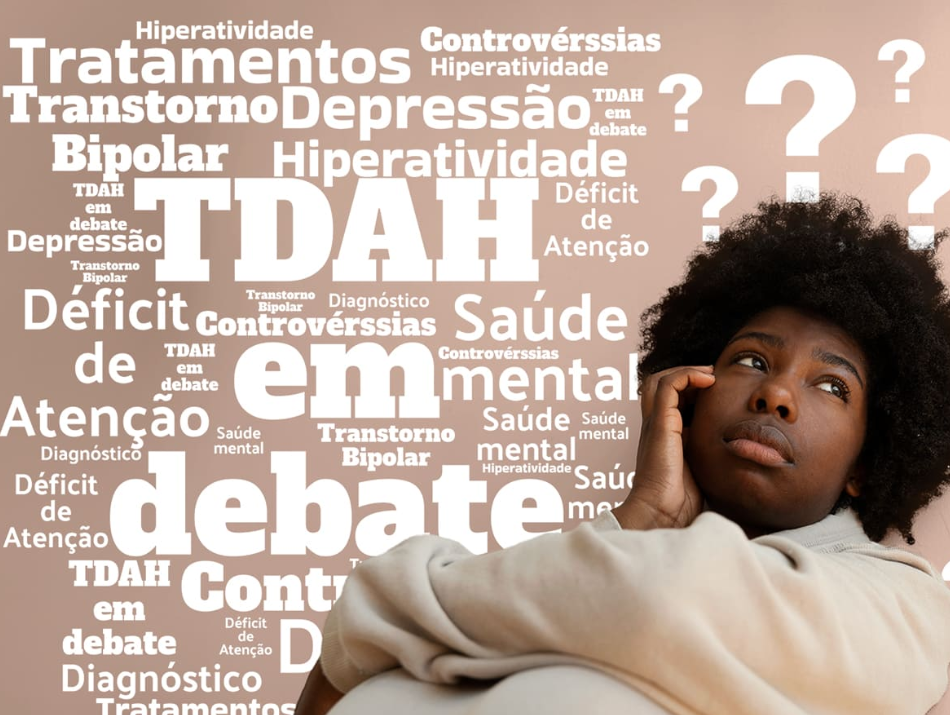 Hiperatividade
Controvérssias
Tratamentos
Hiperatividade
Transtorno
Bipolar
Depressão
TDAH
em
debate
Hiperatividade
TDAH
em
debate
TDAH
em
debate
Déficit
de
Atenção
Depressão
Transtorno
Bipolar
Déficit
de
Atenção
Transtorno
Bipolar
Diagnóstico
Controvérssias
Saúde
mental
TDAH
em
debate
Controvérssias
Saúde
mental
Transtorno
Bipolar
Saúde
mental
Saúde
mental
Diagnóstico
Hiperatividade
Déficit
de
Atenção
TDAH
em
debate
Déficit
de
Atenção
Diagnóstico
Tratamentos
? ? ? ? ?